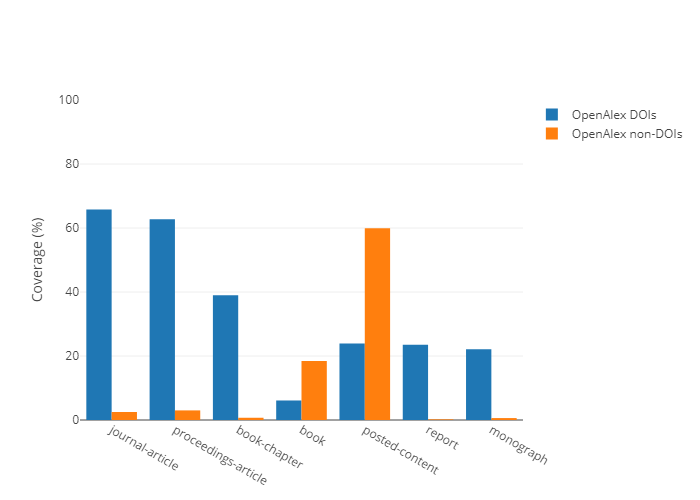 100
80
60
40
20
0
Coverage (%)
journal-article
proceedings-article
book-chapter
book
posted-content
report
monograph
OpenAlex DOIs
OpenAlex non-DOIs